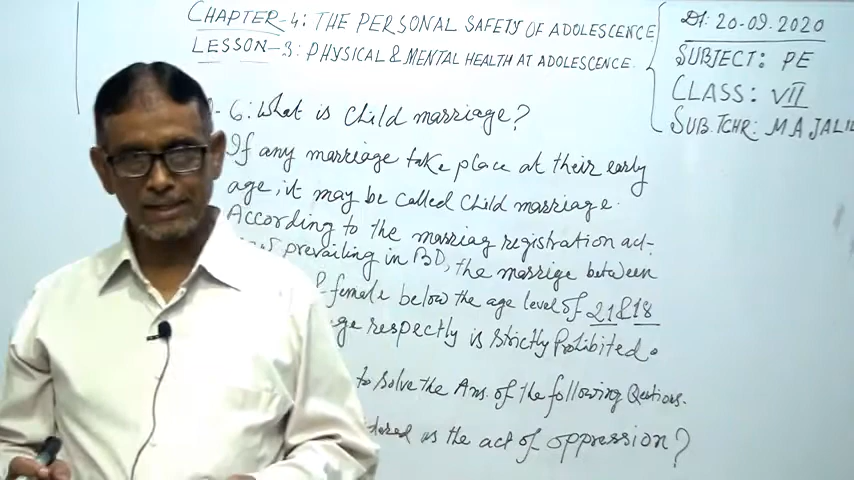 CHAPTER-4: THE PERSONAL SAFETY OF ADOLESCENCE
LESSON-3: PHYSICAL & MENTAL HEALTH AT ADOLESCENCE.
Dt: 20-09.2020
SUBJECT: PE
CLASS: VII
SUB.TCHR: M A JALIL
-6: What is child marriage?
If any marriage take place at their early
age, it may be called child marriage.
According to the marriag registration act-
prevailing in BD, the marrige between
female below the age level of 21 & 18
respectly is strictly Prohibited.
to solve the Ans. of the following Qustions.
as the act of oppression?